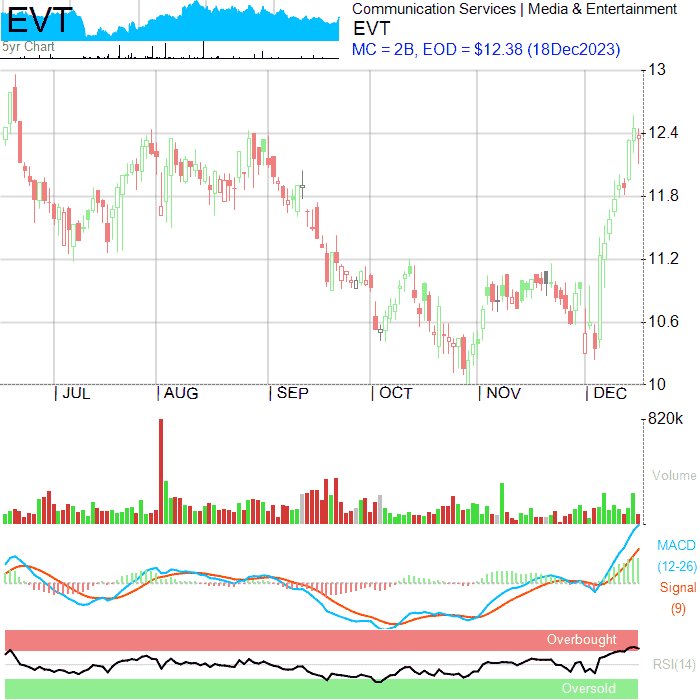 EVT
5yr Chart
Communication Services | Media & Entertainment
EVT
MC = 2B, EOD = $12.38 (18Dec2023)
13
12.4
11.8
11.2
10.6
10
JUL AUG SEP OCT NOV DEC
820k
Volume
MACD
(12-26)
Signal
(9)
Overbought
RSI(14)
Oversold